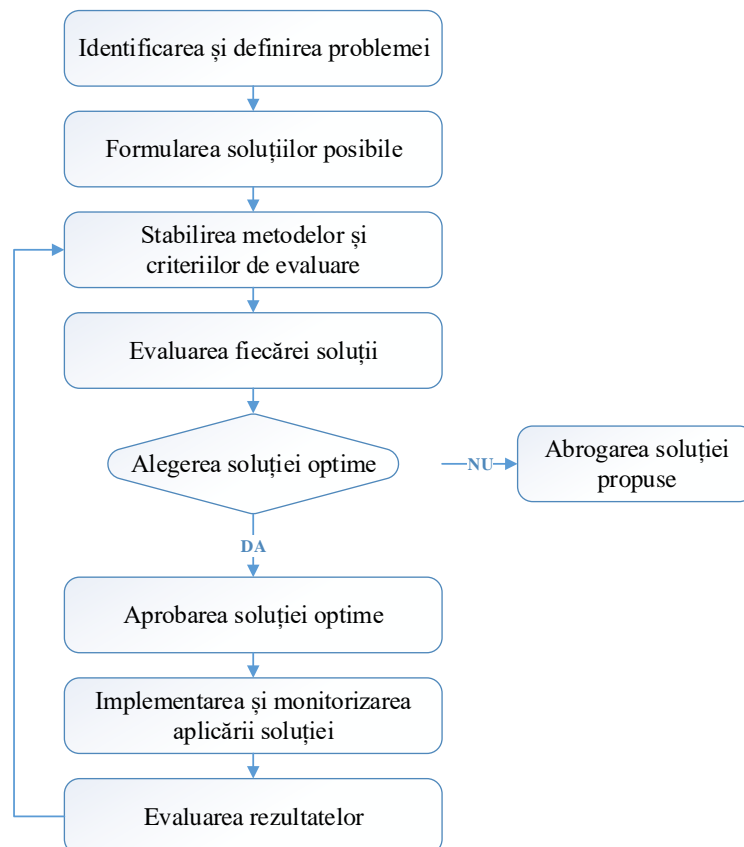 Identificarea și definirea problemei
Formularea soluțiilor posibile
Stabilirea metodelor și
criteriilor de evaluare
Evaluarea fiecărei soluții
Alegerea soluției optime
NU
Abrogarea soluției
propuse
DA
Aprobarea soluției optime
Implementarea și monitorizarea
aplicării soluției
Evaluarea rezultatelor